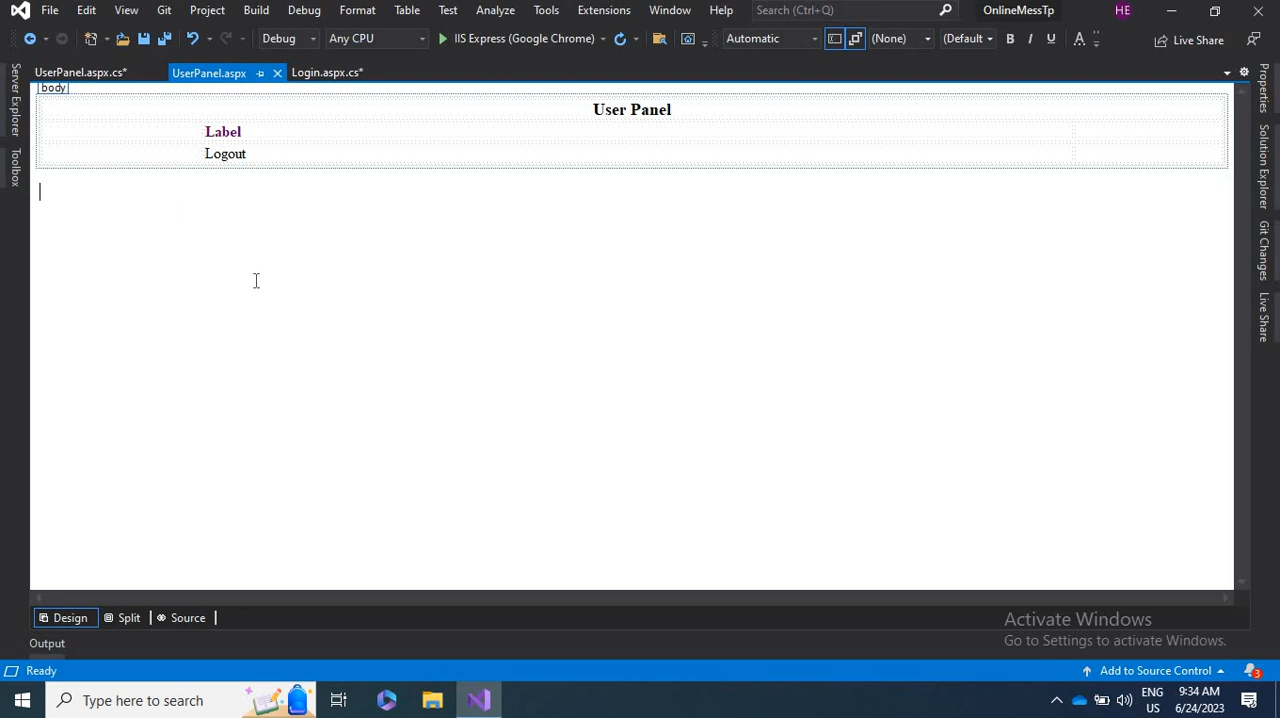 File Edit View Git Project Build Debug Format Table Test Analyze Tools Extensions Window Help Search (Ctrl+Q) OnlineMessTp HE
Debug Any CPU IIS Express (Google Chrome) Automatic (None) (Default B I U A Live Share
UserPanel.aspx.cs* UserPanel.aspx Login.aspx.cs*
Server Explorer
Toolbox
body
User Panel
Label
Logout
Properties
Solution Explorer
Git Changes
Live Share
Design Split Source
Activate Windows
Go to Settings to activate Windows.
Output
Ready Add to Source Control 3
Type here to search
ENG
US
9:34 AM
6/24/2023